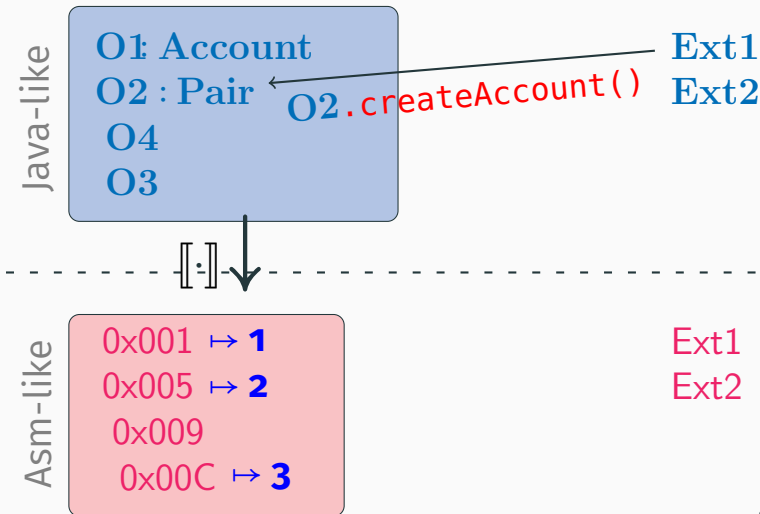 Java-like
O1: Account
O2 : Pair
O4
O3
O2.createAccount()
Ext1
Ext2
⟦·⟧
Asm-like
0x001 ↦ 1
0x005 ↦ 2
0x009
0x00C ↦ 3
Ext1
Ext2